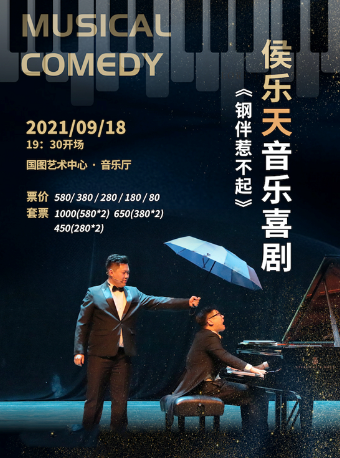 MUSICAL
COMEDY
侯乐天音乐喜剧
《钢伴惹不起》
2021/09/18
19：30开场
国图艺术中心 · 音乐厅
票价 580/ 380 / 280 / 180 / 80
套票 1000(580*2) 650(380*2)
450(280*2)